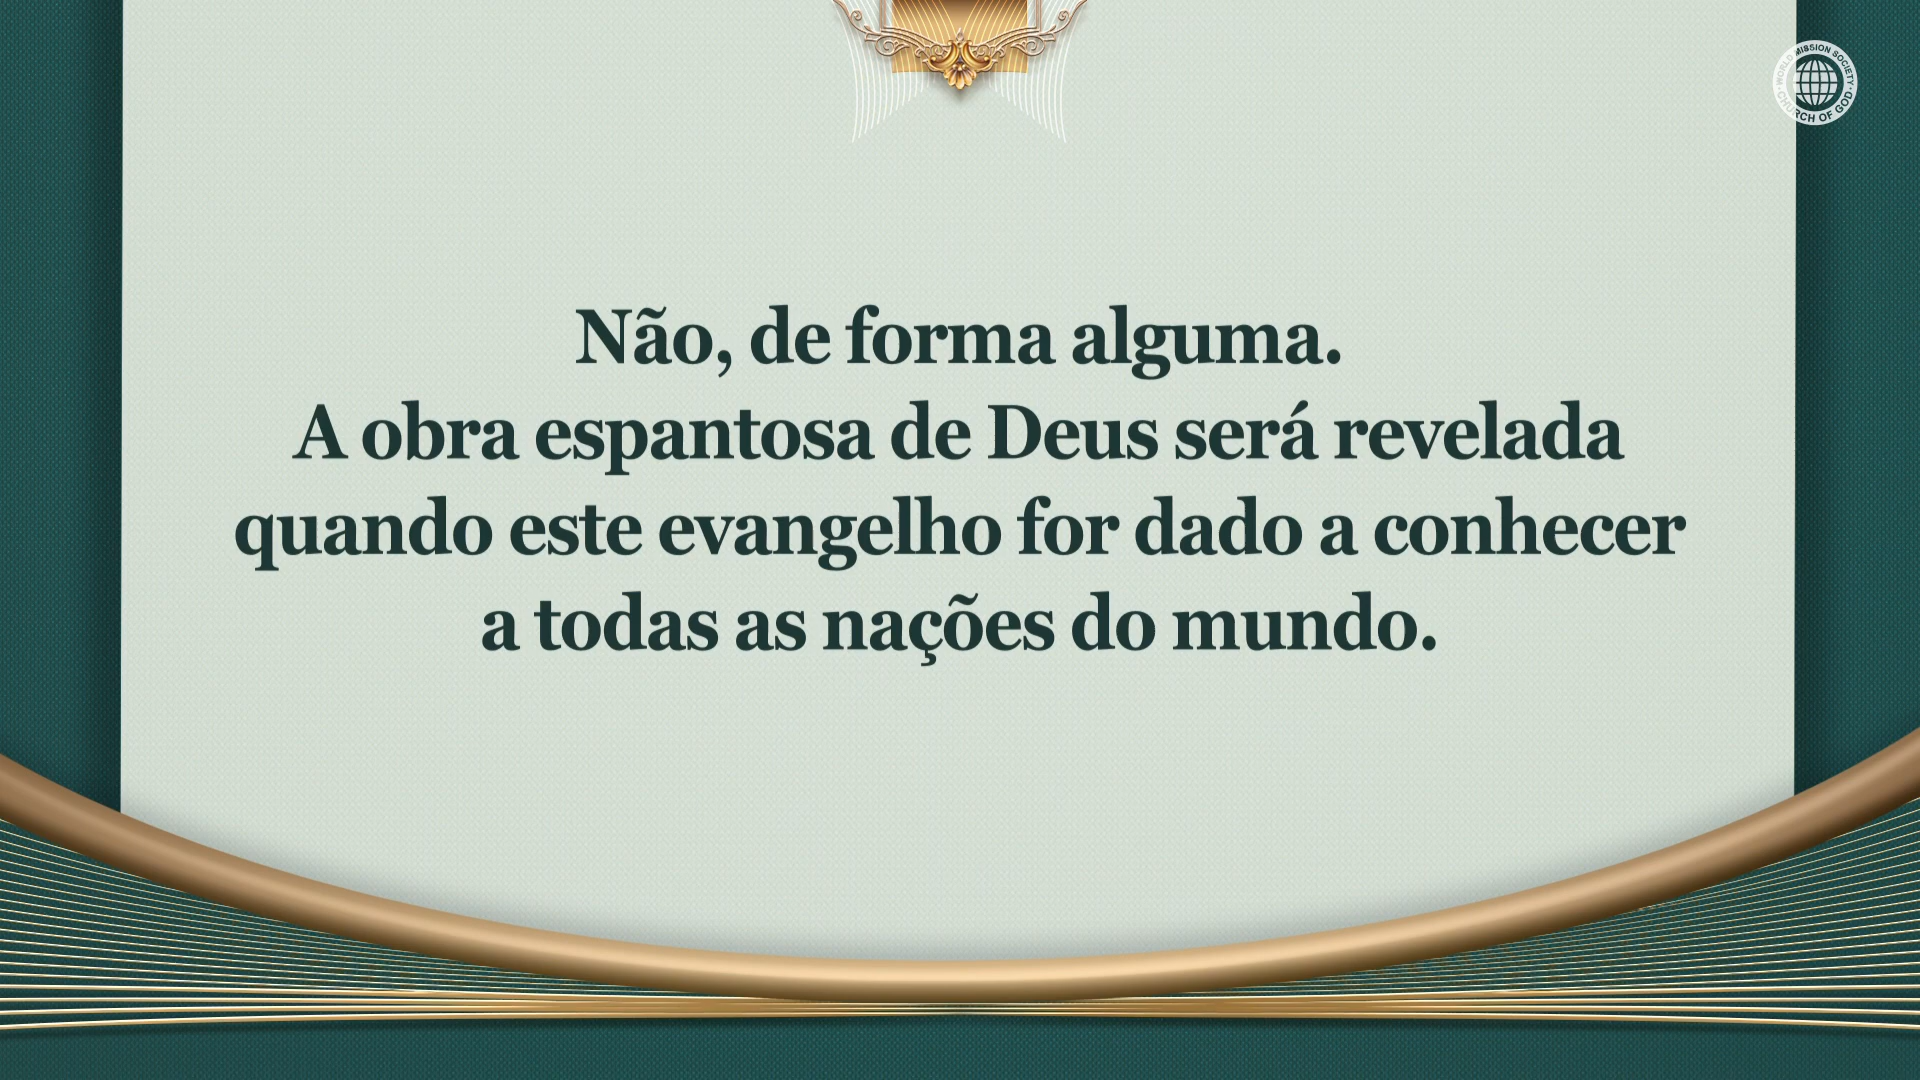 WORLD MISSION SOCIETY
CHURCH OF GOD
Não, de forma alguma.
A obra espantosa de Deus será revelada
quando este evangelho for dado a conhecer
a todas as nações do mundo.